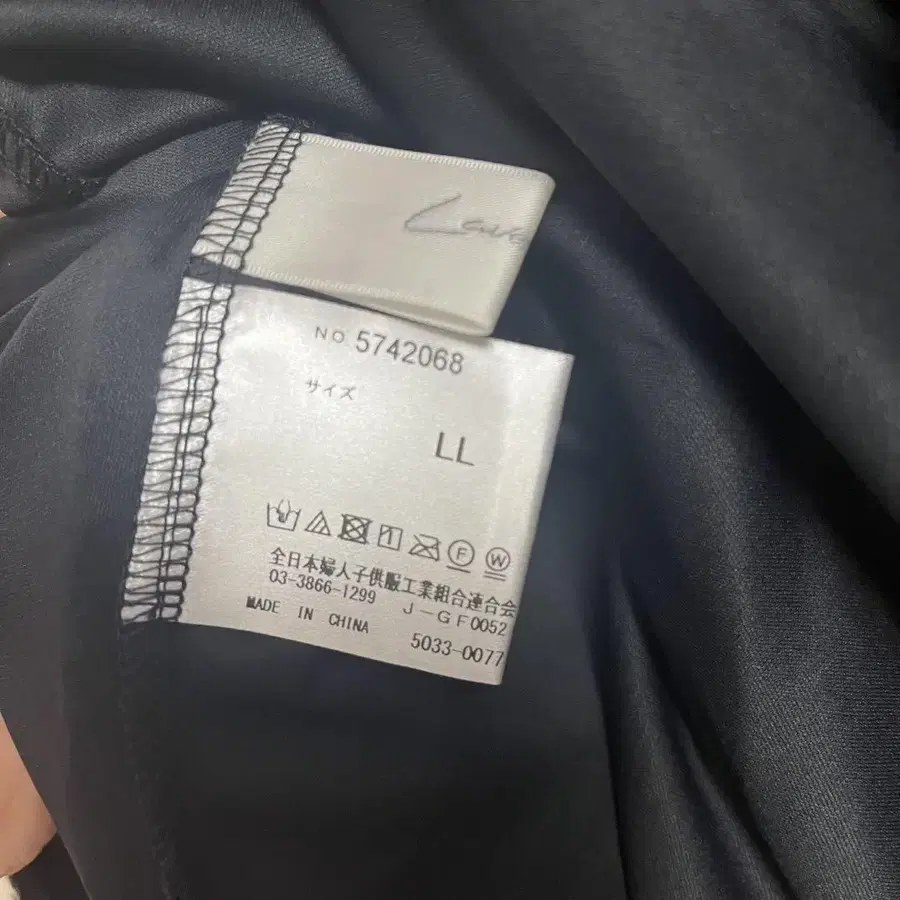 NO. 5742068
サイズ
LL
F W
全日本婦人子供服工業組合連合会
03-3866-1299 J-GF0052
MADE IN CHINA 5033-0077